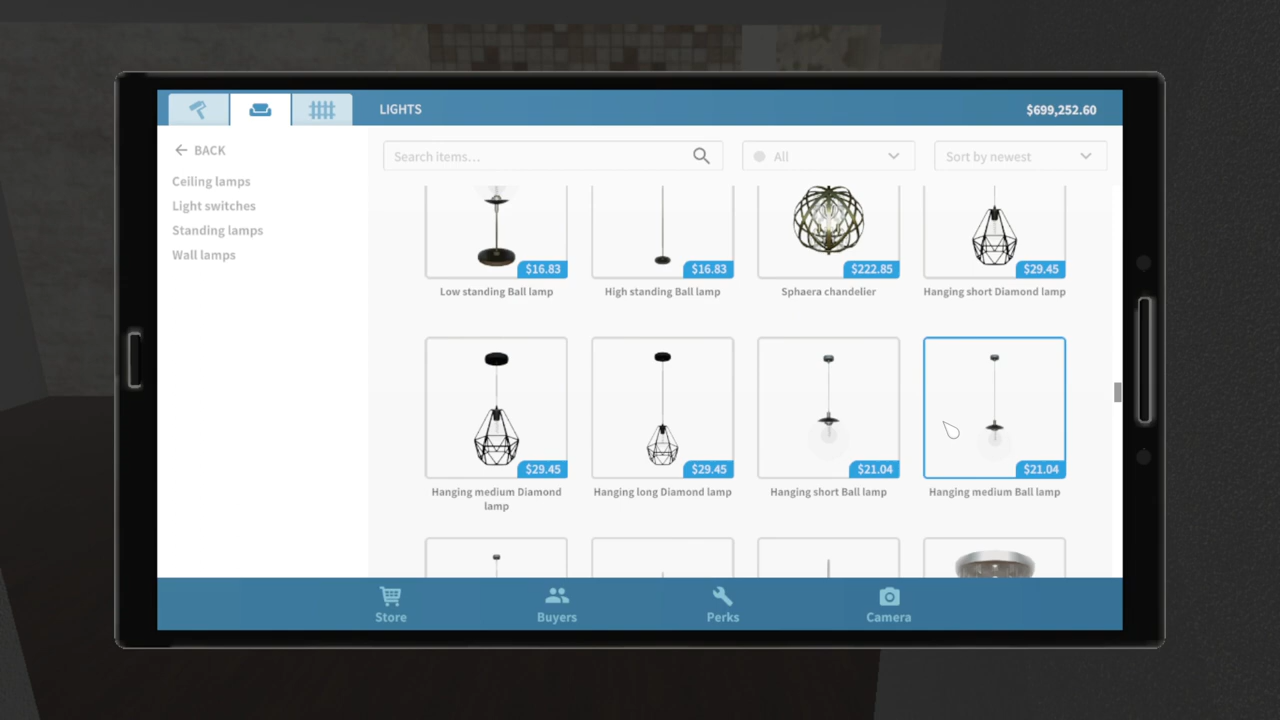 LIGHTS
$699,252.60
BACK
Ceiling lamps
Light switches
Standing lamps
Wall lamps
Search items...
All
Sort by newest
$16.83
$16.83
$222.85
$29.45
Low standing Ball lamp
High standing Ball lamp
Sphaera chandelier
Hanging short Diamond lamp
$29.45
$29.45
$21.04
$21.04
Hanging medium Diamond
lamp
Hanging long Diamond lamp
Hanging short Ball lamp
Hanging medium Ball lamp
Store
Buyers
Perks
Camera